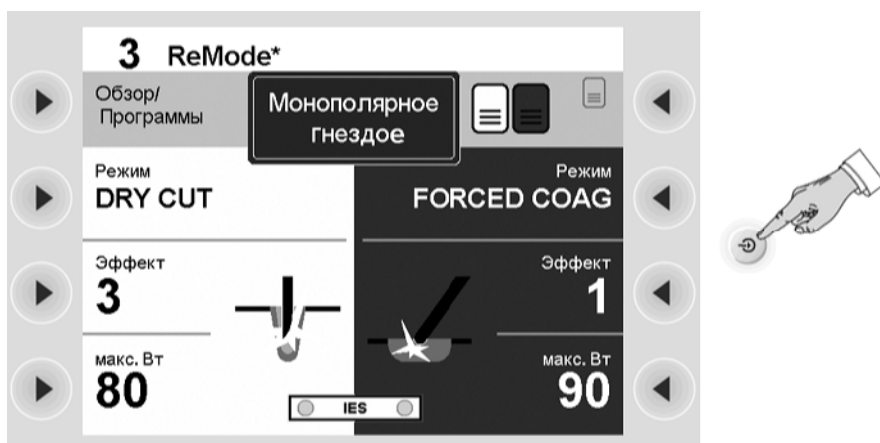 3 ReMode*
Обзор/
Программы
Монополярное
гнездое
Режим
DRY CUT
Режим
FORCED COAG
Эффект
3
Эффект
1
макс. Вт
80
макс. Вт
90
IES